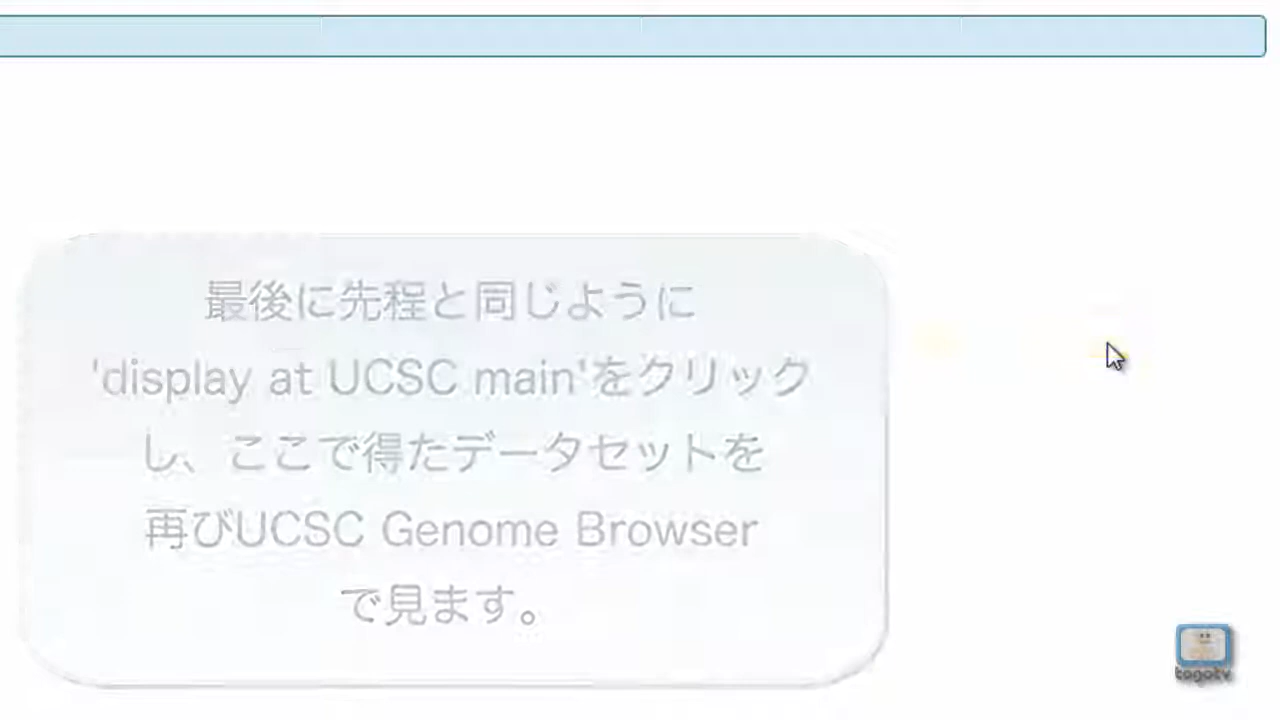 最後に先程と同じように
'display at UCSC main'をクリック
し、ここで得たデータセットを
再びUCSC Genome Browser
で見ます。
togotv